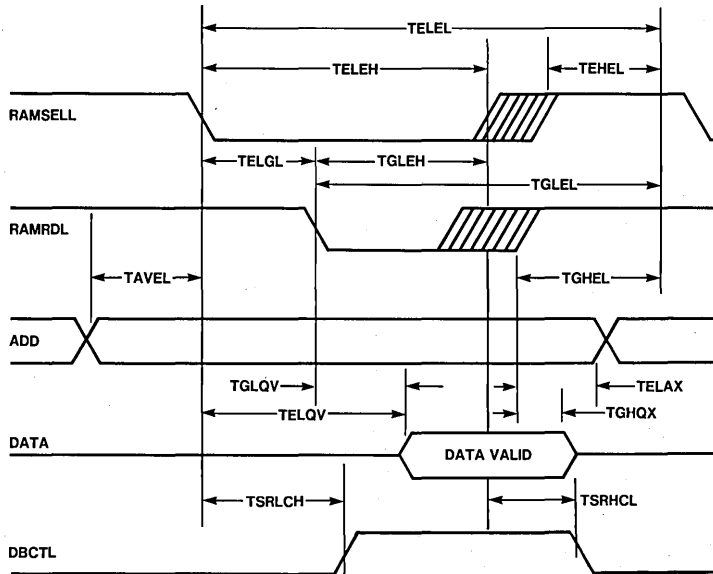 TELEL
TELEH
TEHEL
RAMSELL
TELGL
TGLEH
TGLEL
RAMRDL
TAVEL
TGHEL
ADD
TGLQV
TELAX
TELQV
TGHQX
DATA
DATA VALID
TSRLCH
TSRHCL
DBCTL